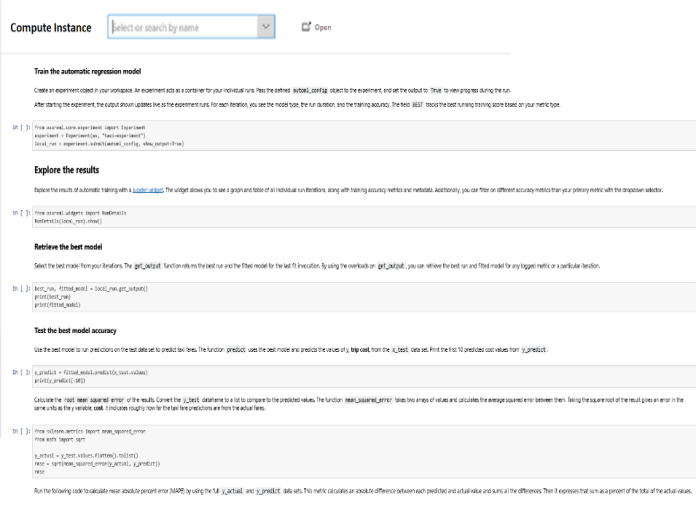 Compute Instance
Select or search by name
Open
Train the automatic regression model
Create an experiment object in your workspace. An experiment acts as a container for your individual runs. Pass the defined automl_config object to the experiment, and set the output to True to view progress during the run.
After starting the experiment, the output shown updates live as the experiment runs. For each iteration, you see the model type, the run duration, and the training accuracy. The field BEST tracks the best running training score based on your metric type.
In [ ]: from azureml.core.experiment import Experiment
experiment = Experiment(ws, "taxi-experiment")
local_run = experiment.submit(automl_config, show_output=True)
Explore the results
Explore the results of automatic training with a Jupyter widget. The widget allows you to see a graph and table of all individual run iterations, along with training accuracy metrics and metadata. Additionally, you can filter on different accuracy metrics than your primary metric with the dropdown selector.
In [ ]: from azureml.widgets import RunDetails
RunDetails(local_run).show()
Retrieve the best model
Select the best model from your iterations. The get_output function returns the best run and the fitted model for the last fit invocation. By using the overloads on get_output, you can retrieve the best run and fitted model for any logged metric or a particular iteration.
In [ ]: best_run, fitted_model = local_run.get_output()
print(best_run)
print(fitted_model)
Test the best model accuracy
Use the best model to run predictions on the test data set to predict taxi fares. The function predict uses the best model and predicts the values of y, trip cost, from the x_test data set. Print the first 10 predicted cost values from y_predict.
In [ ]: y_predict = fitted_model.predict(x_test.values)
print(y_predict[:10])
Calculate the root mean squared error of the results. Convert the y_test dataframe to a list to compare to the predicted values. The function mean_squared_error takes two arrays of values and calculates the average squared error between them. Taking the square root of the result gives an error in the
same units as the y variable, cost. It indicates roughly how far the taxi fare predictions are from the actual fares.
In [ ]: from sklearn.metrics import mean_squared_error
from math import sqrt
y_actual = y_test.values.flatten().tolist()
rmse = sqrt(mean_squared_error(y_actual, y_predict))
rmse
Run the following code to calculate mean absolute percent error (MAPE) by using the full y_actual and y_predict data sets. This metric calculates an absolute difference between each predicted and actual value and sums all the differences. Then it expresses that sum as a percent of the total of the actual values.